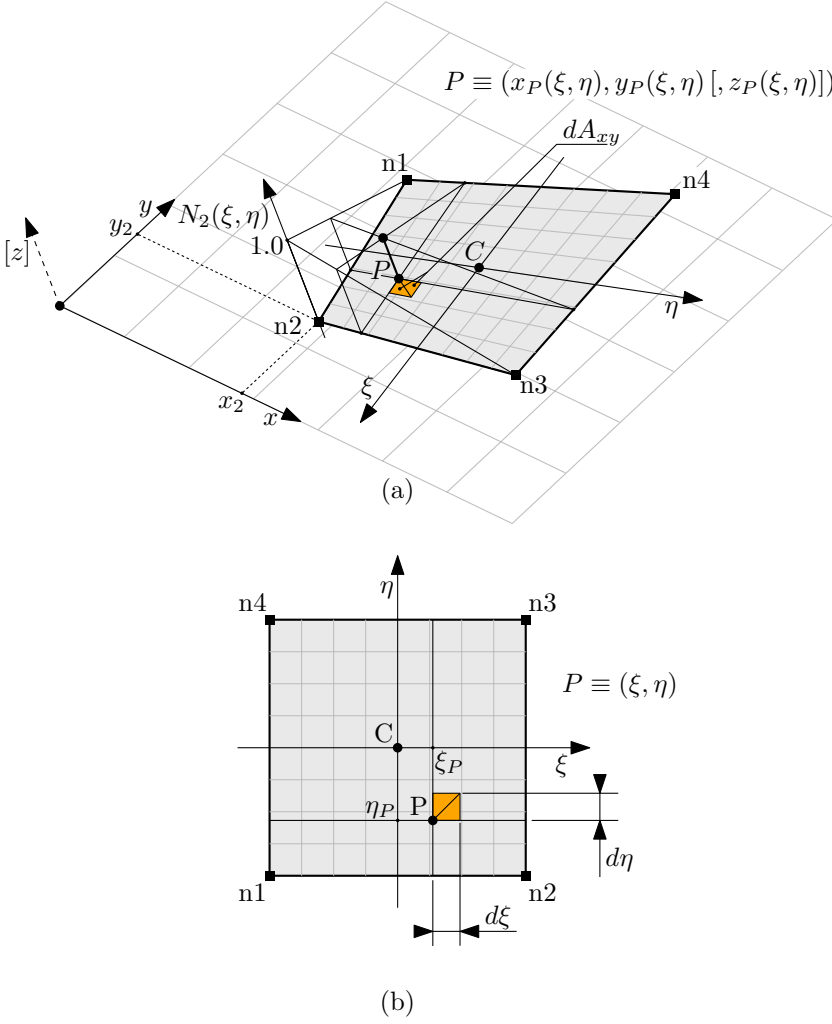 P ≡ (x_P(ξ, η), y_P(ξ, η) [, z_P(ξ, η)])
dA_xy
n1
n4
y
N_2(ξ, η)
y_2
1.0
[z]
C
P
η
n2
ξ
n3
x_2
x
(a)
η
n4
n3
P ≡ (ξ, η)
C
ξ_P
ξ
η_P
P
dη
n1
n2
dξ
(b)